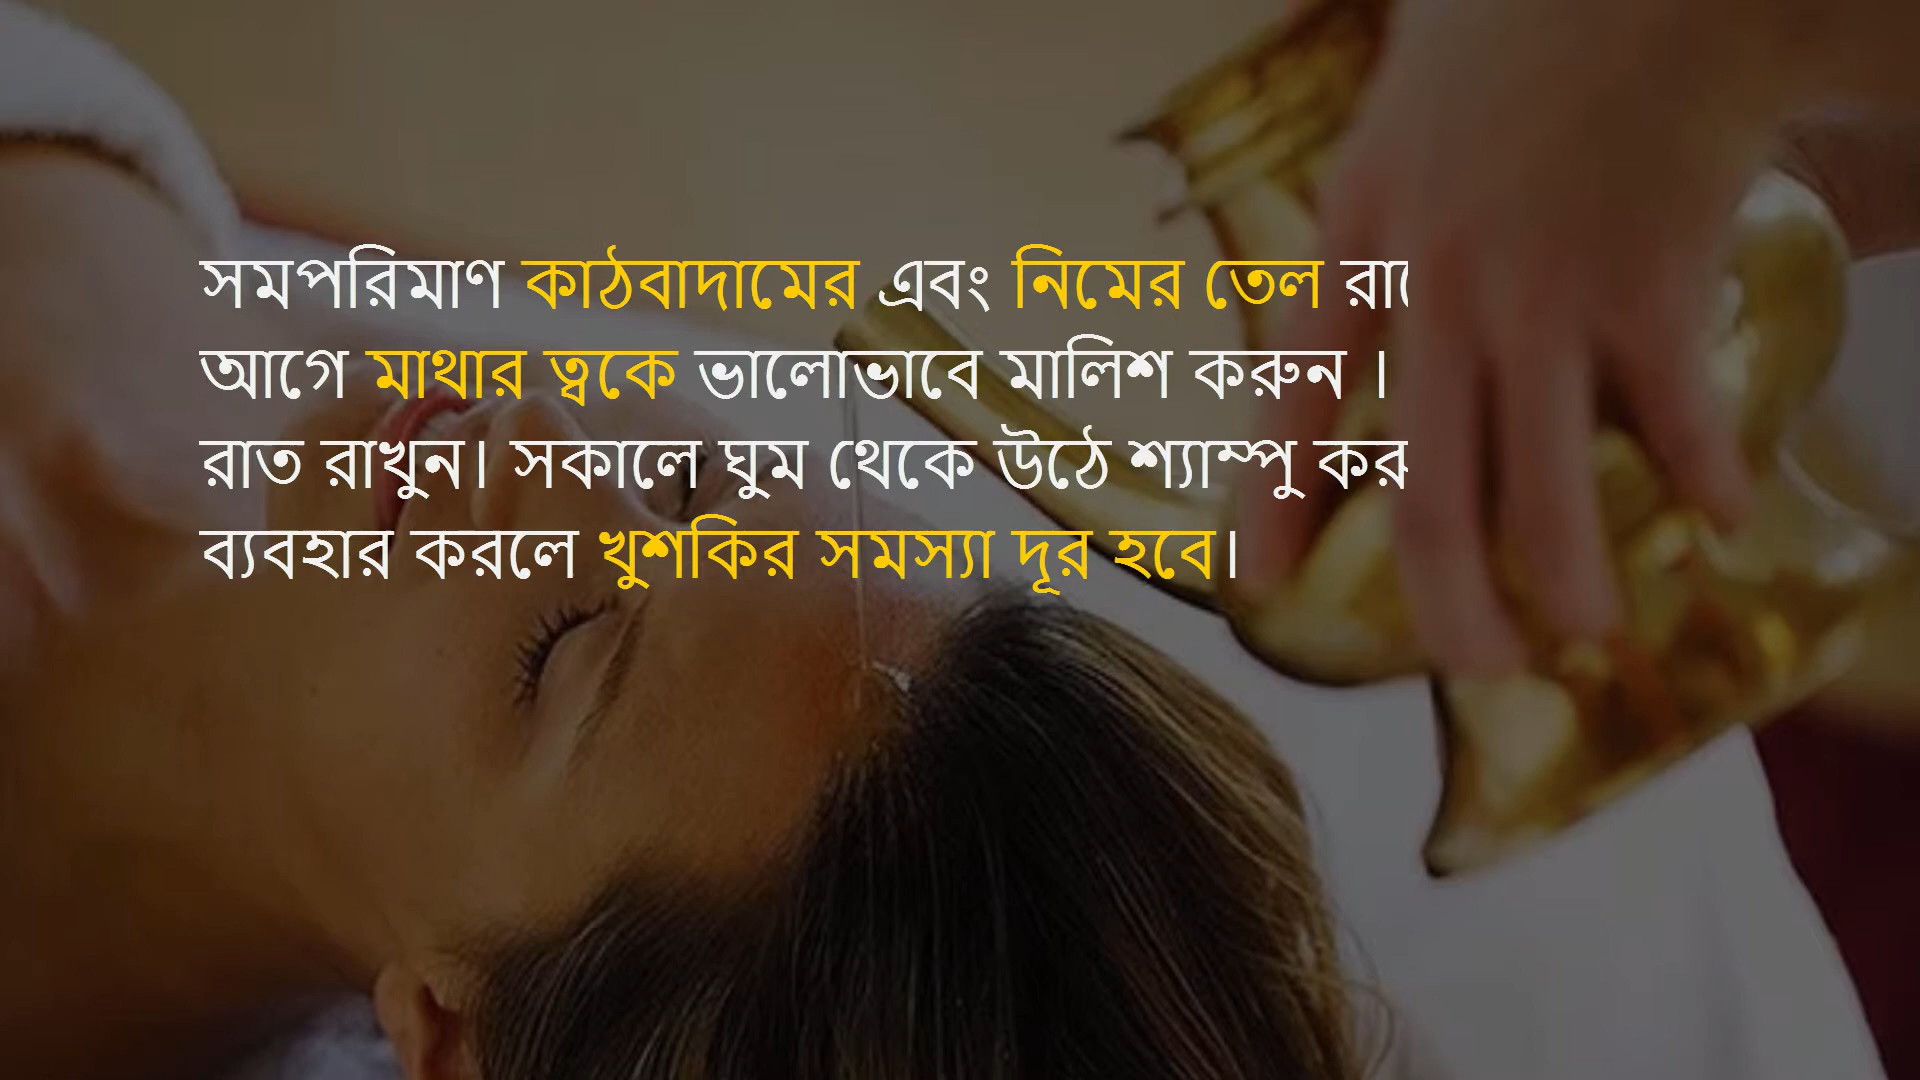 সমপরিমাণ কাঠবাদামের এবং নিমের তেল
আগে মাথার ত্বকে ভালোভাবে মালিশ করুন ।
রাত রাখুন। সকালে ঘুম থেকে উঠে শ্যাম্পু
ব্যবহার করলে খুশকির সমস্যা দূর হবে।